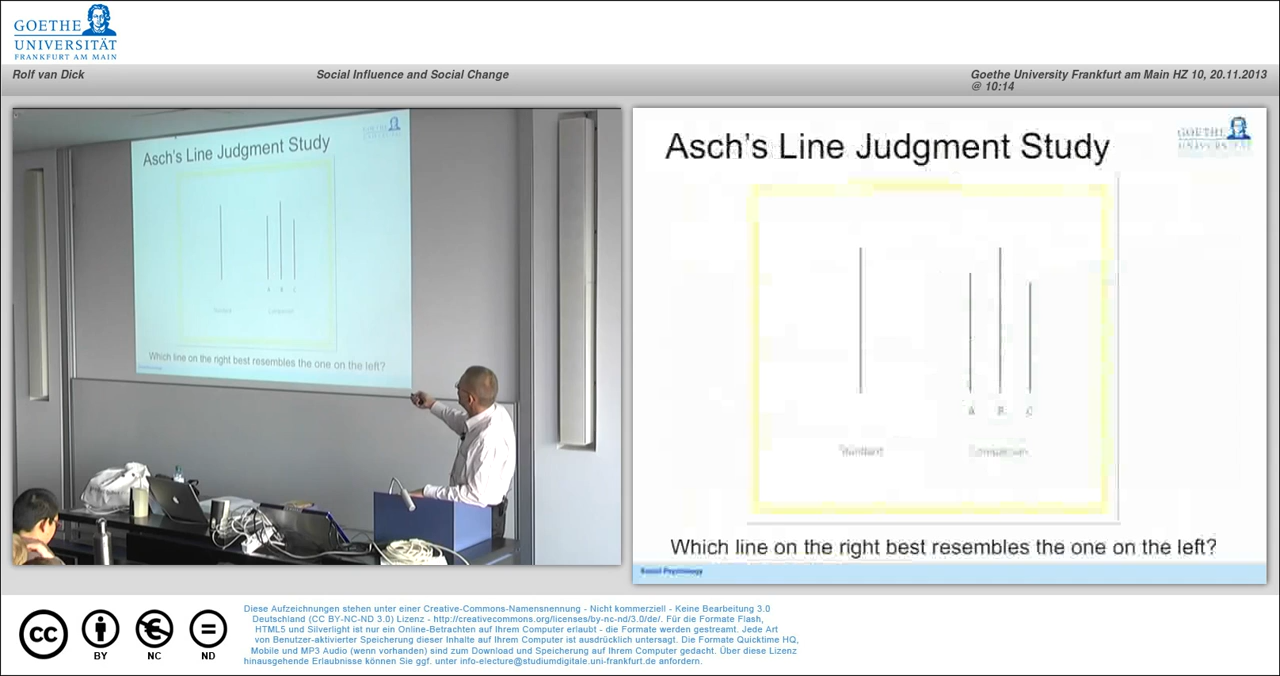 GOETHE
UNIVERSITÄT
FRANKFURT AM MAIN
Rolf van Dick
Social Influence and Social Change
Goethe University Frankfurt am Main HZ 10, 20.11.2013
@ 10:14
Asch's Line Judgment Study
A B C
Which line on the right best resembles the one on the left?
Asch's Line Judgment Study
GOETHE
UNIVERSITÄT
A B C
Standard Comparison
Which line on the right best resembles the one on the left?
Social Psychology
cc
BY NC ND
Diese Aufzeichnungen stehen unter einer Creative-Commons-Namensnennung - Nicht kommerziell - Keine Bearbeitung 3.0
Deutschland (CC BY-NC-ND 3.0) Lizenz - http://creativecommons.org/licenses/by-nc-nd/3.0/de/. Für die Formate Flash,
HTML5 und Silverlight ist nur ein Online-Betrachten auf Ihrem Computer erlaubt - die Formate werden gestreamt. Jede Art
von Benutzer-aktivierter Speicherung dieser Inhalte auf Ihrem Computer ist ausdrücklich untersagt. Die Formate Quicktime HQ,
Mobile und MP3 Audio (wenn vorhanden) sind zum Download und Speicherung auf Ihrem Computer gedacht. Über diese Lizenz
hinausgehende Erlaubnisse können Sie ggf. unter info-electure@studiumdigitale.uni-frankfurt.de anfordern.